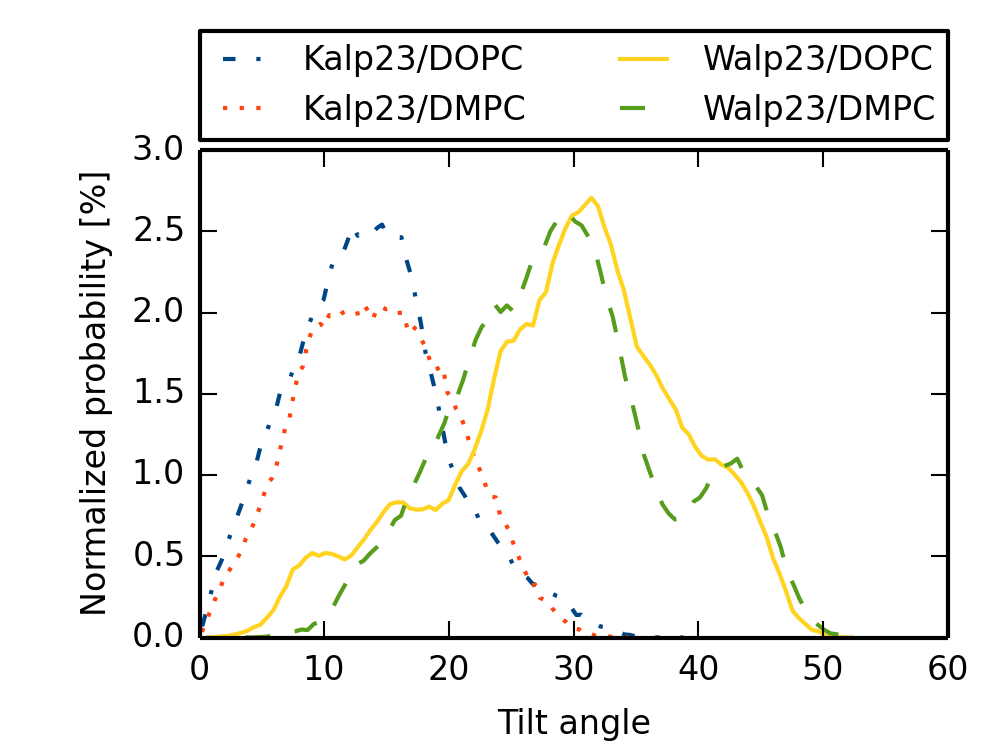 Kalp23/DOPC Walp23/DOPC
Kalp23/DMPC Walp23/DMPC
3.0
2.5
2.0
1.5
1.0
0.5
0.0
Normalized probability [%]
0 10 20 30 40 50 60
Tilt angle